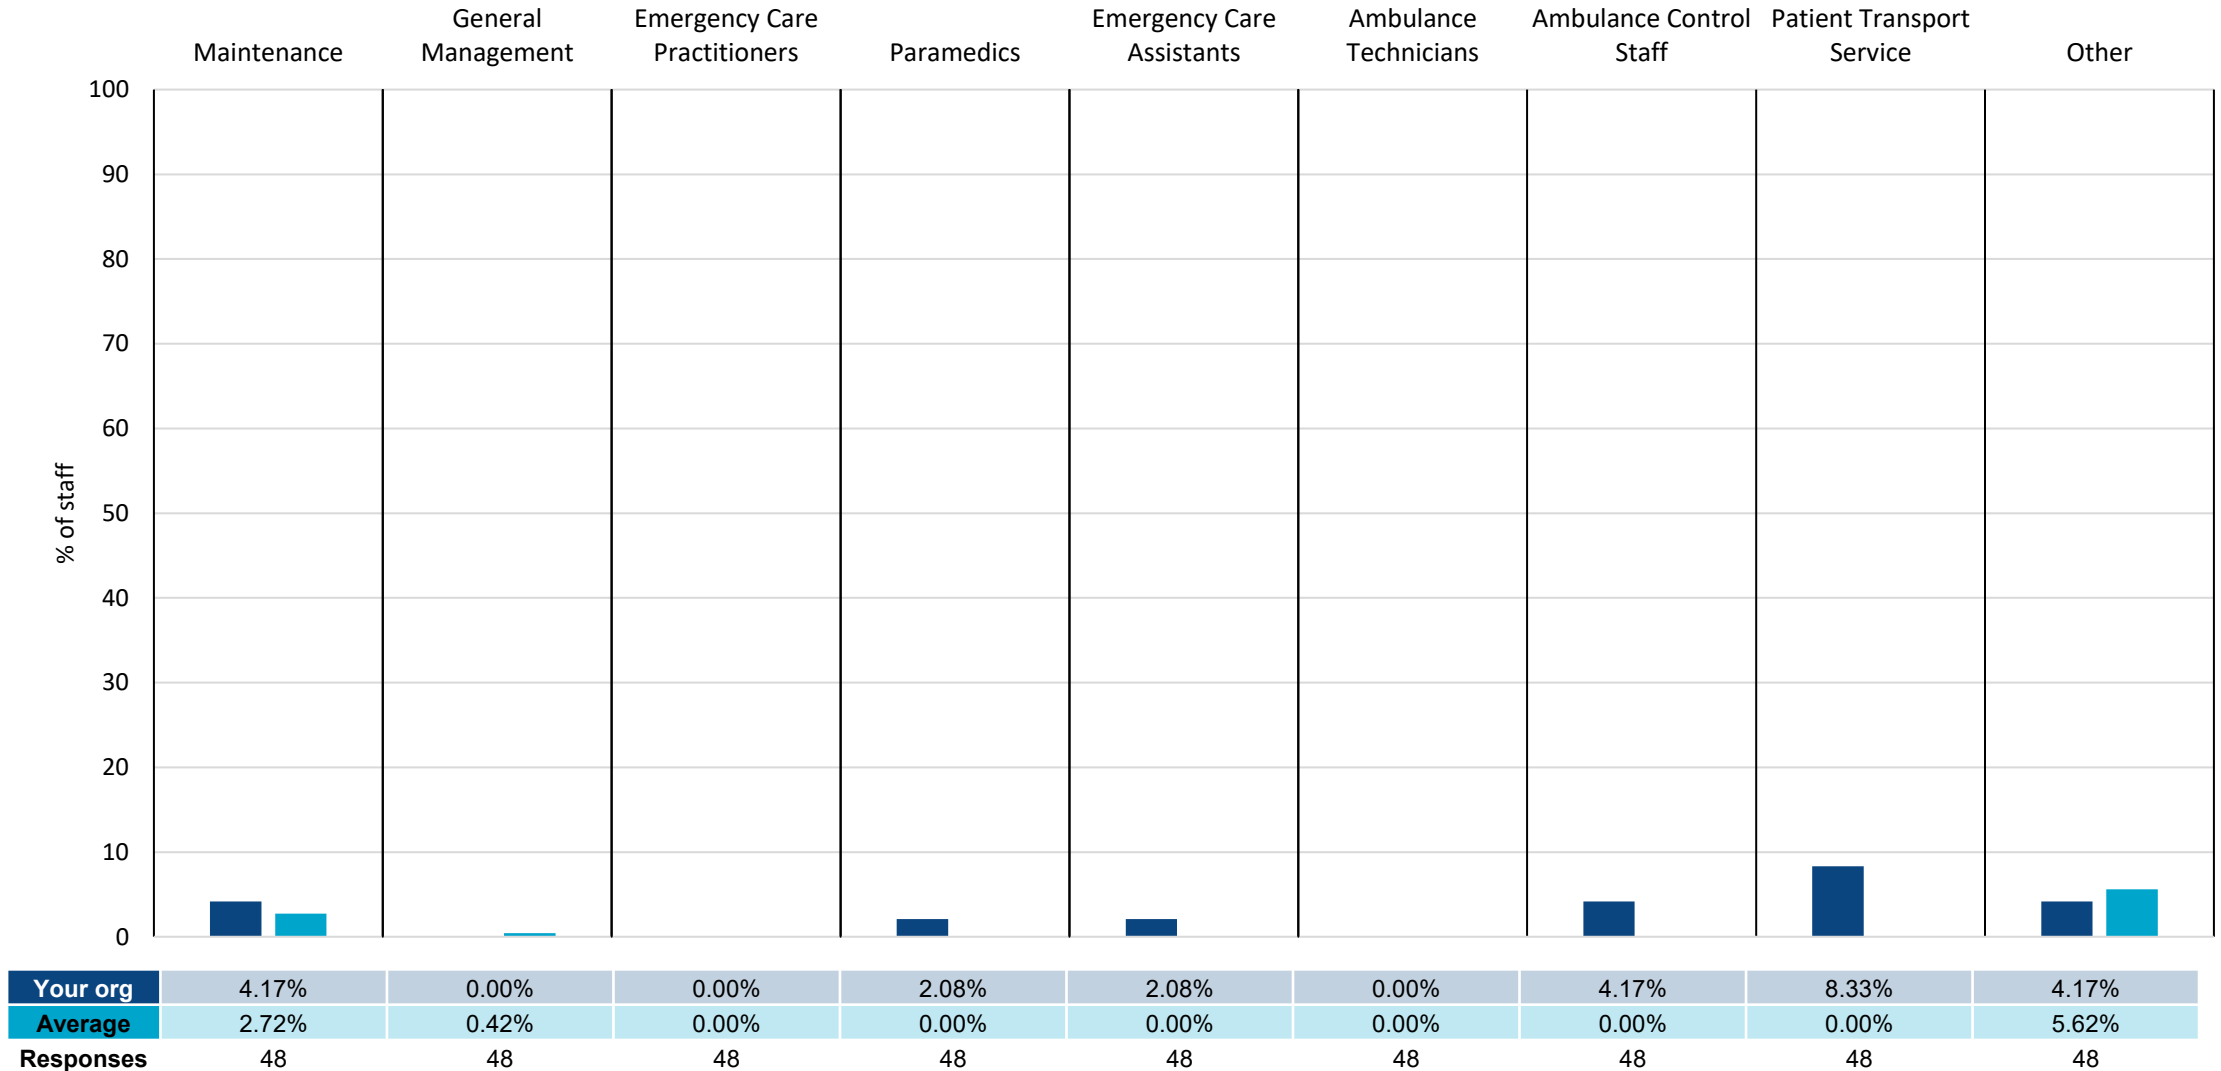 General Emergency Care Emergency Care Ambulance Ambulance Control Patient Transport
Maintenance Management Practitioners Paramedics Assistants Technicians Staff Service Other
100
90
80
70
60
50
40
30
20
10
0
% of staff
Your org 4.17% 0.00% 0.00% 2.08% 2.08% 0.00% 4.17% 8.33% 4.17%
Average 2.72% 0.42% 0.00% 0.00% 0.00% 0.00% 0.00% 0.00% 5.62%
Responses 48 48 48 48 48 48 48 48 48